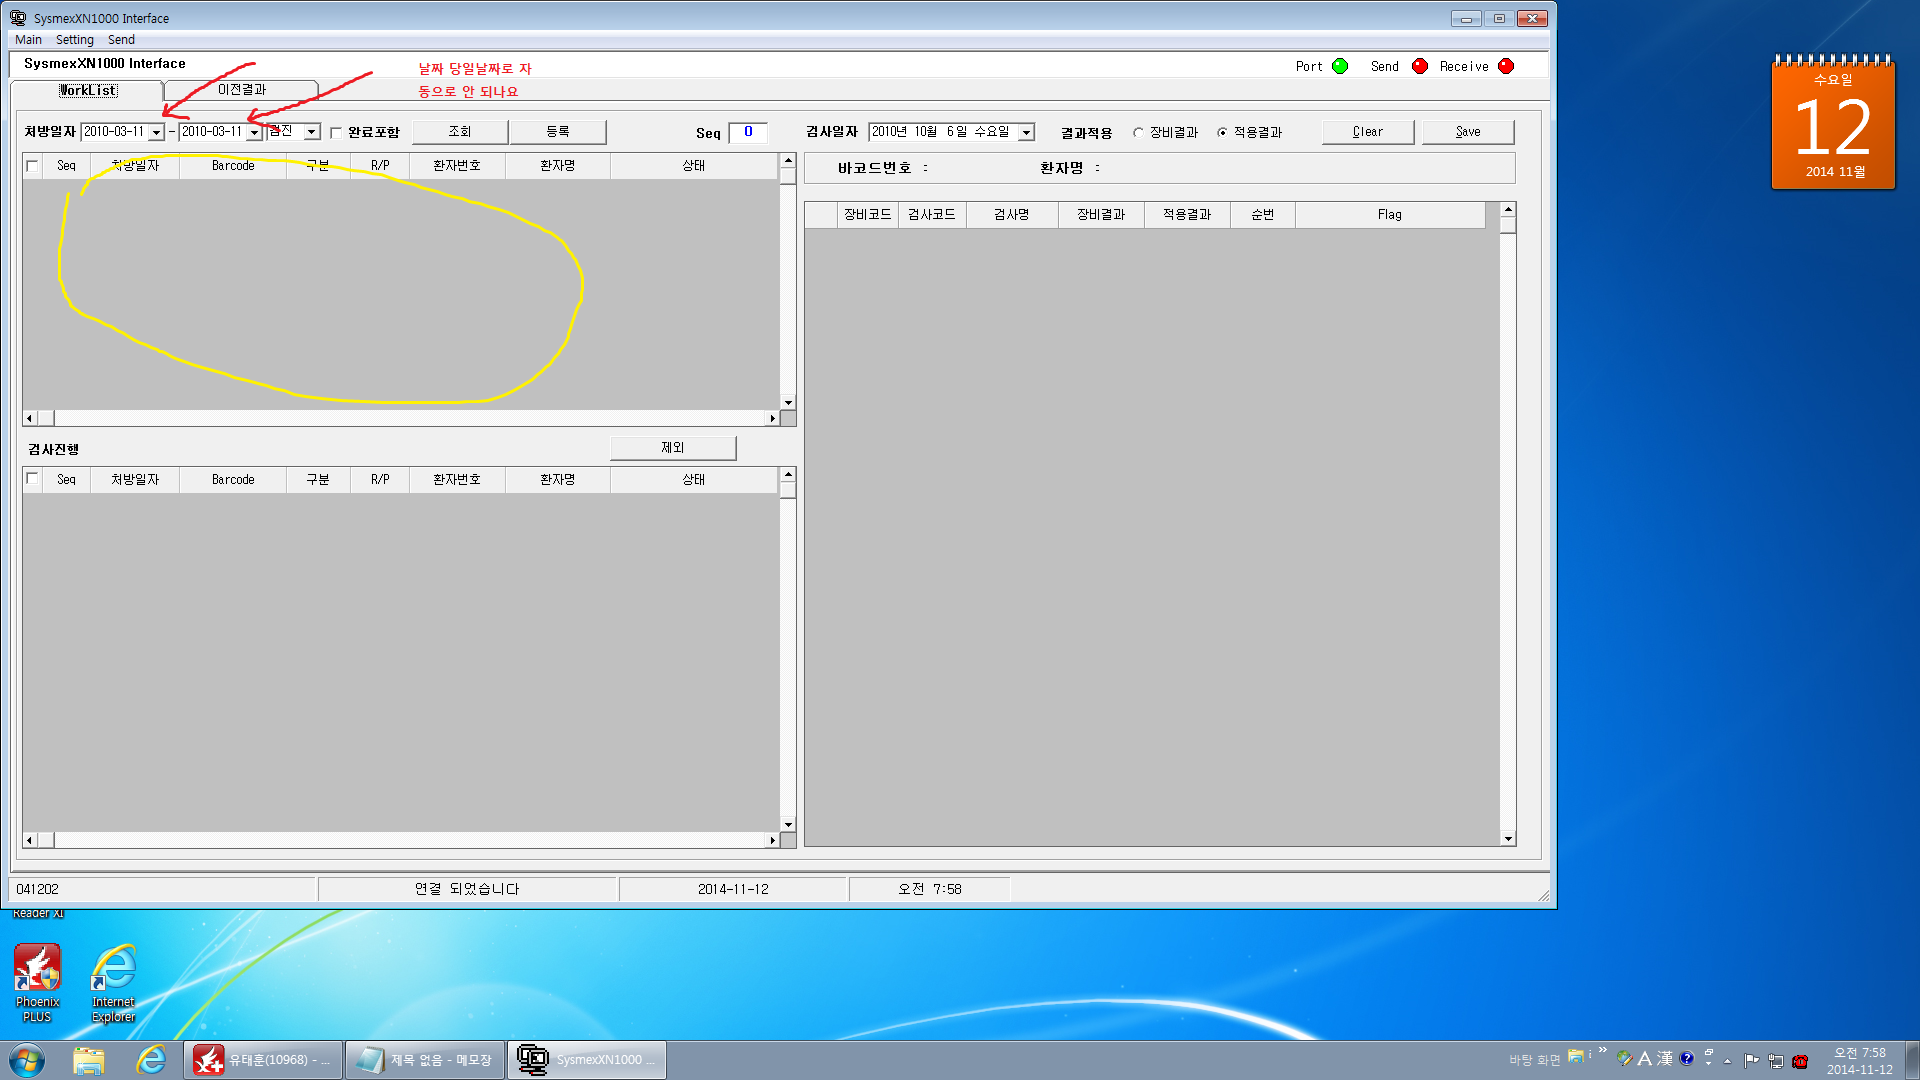 SysmexXN1000 Interface
Main Setting Send
SysmexXN1000 Interface
날짜 당일날짜로 자
동으로 안 되나요
Port Send Receive
WorkList 이전결과
처방일자 2010-03-11 - 2010-03-11 검진 완료포함 조회 등록 Seq 0
검사일자 2010년 10월 6일 수요일 결과적용 장비결과 적용결과 Clear Save
Seq 처방일자 Barcode 구분 R/P 환자번호 환자명 상태
바코드번호 : 환자명 :
장비코드 검사코드 검사명 장비결과 적용결과 순번 Flag
검사진행 제외
Seq 처방일자 Barcode 구분 R/P 환자번호 환자명 상태
041202 연결 되었습니다 2014-11-12 오전 7:58
수요일
12
2014 11월
Reader XI
Phoenix
PLUS
Internet
Explorer
유태훈(10968) - ...
제목 없음 - 메모장
SysmexXN1000 ...
바탕 화면
A 漢
오전 7:58
2014-11-12